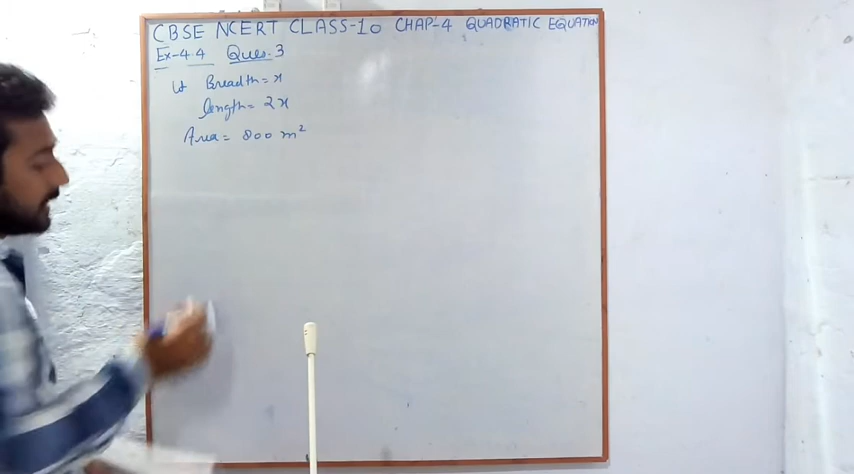 CBSE NCERT CLASS-10 CHAP-4 QUADRATIC EQUATION
Ex-4.4 Ques.3
Let Breadth = x
length = 2x
Area = 800 m²